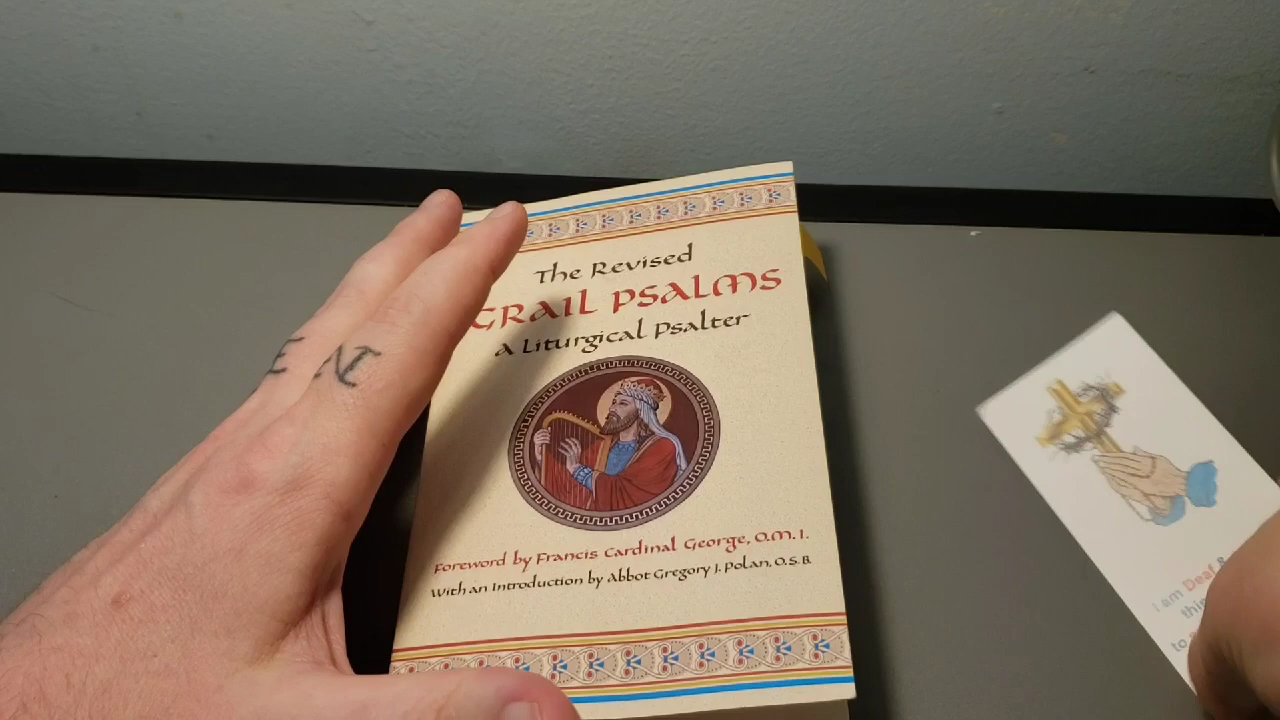 The Revised
GRAIL PSALMS
A Liturgical Psalter
Foreword by Francis Cardinal George, O.M.I.
With an Introduction by Abbot Gregory J. Polan, O.S.B.
I am Deaf &
to